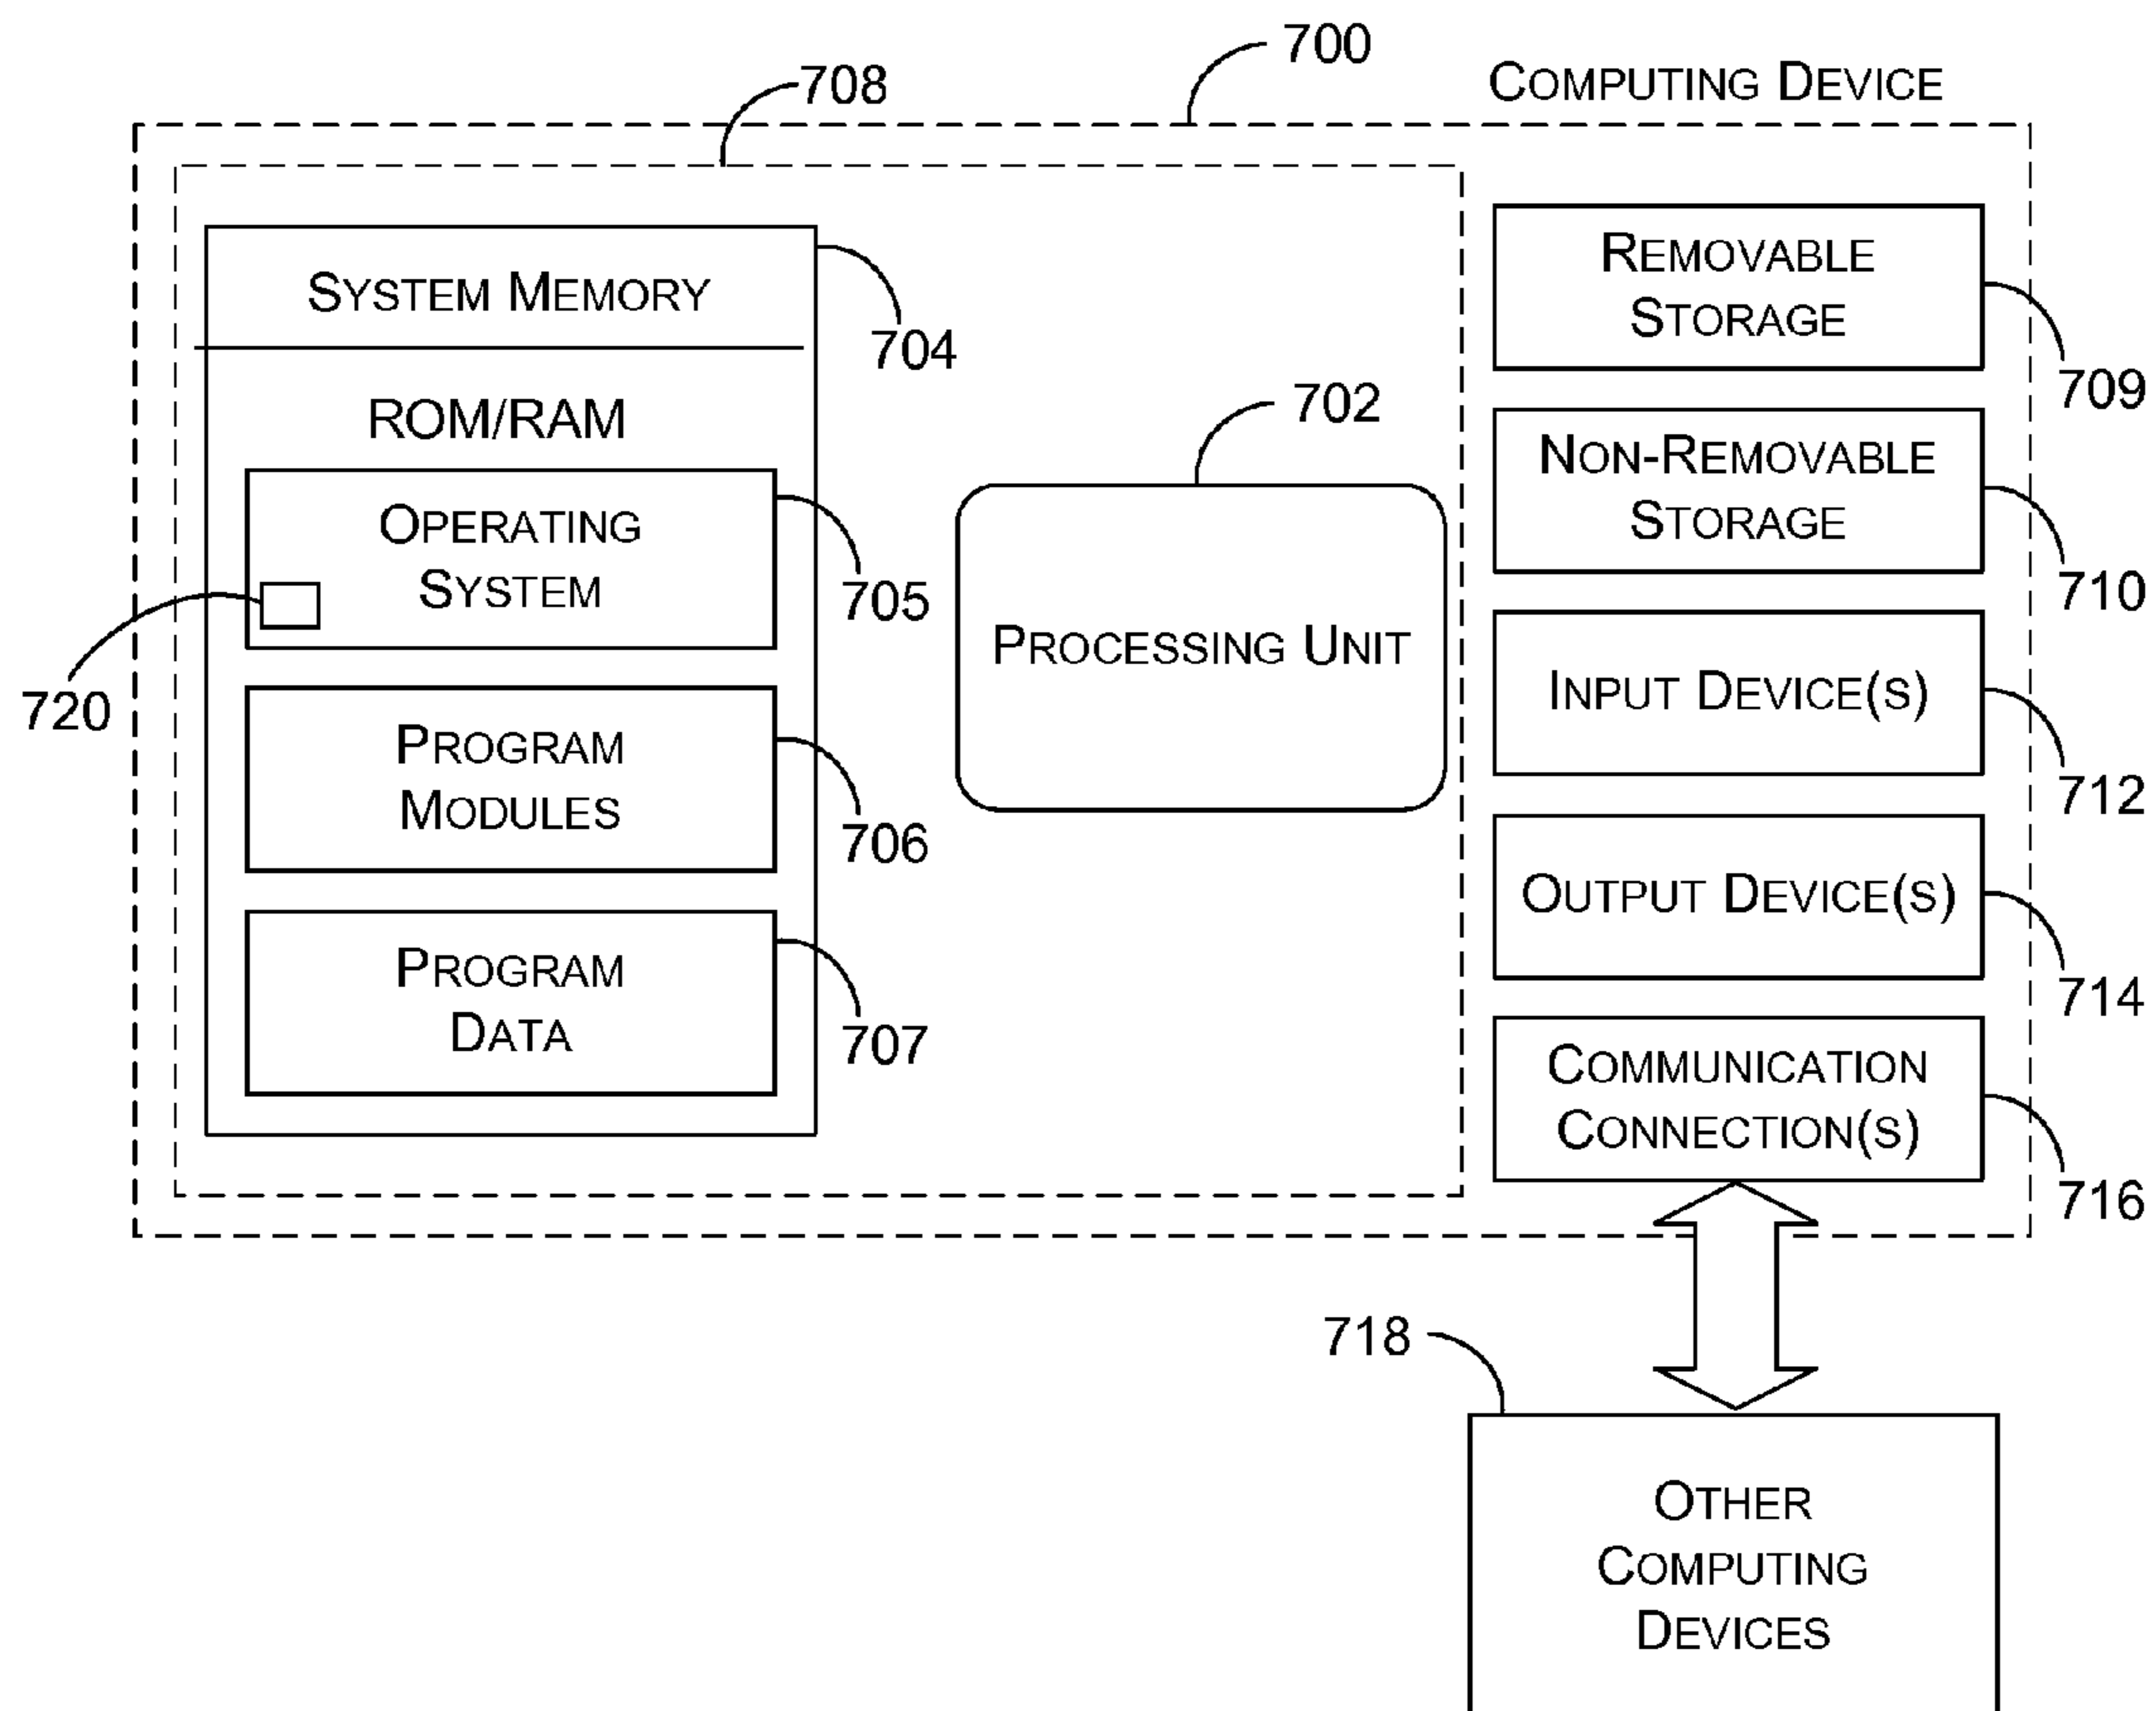 700
COMPUTING DEVICE
708
SYSTEM MEMORY
704
ROM/RAM
OPERATING
SYSTEM
705
720
PROGRAM
MODULES
706
PROGRAM
DATA
707
702
PROCESSING UNIT
REMOVABLE
STORAGE
709
NON-REMOVABLE
STORAGE
710
INPUT DEVICE(S)
712
OUTPUT DEVICE(S)
714
COMMUNICATION
CONNECTION(S)
716
718
OTHER
COMPUTING
DEVICES